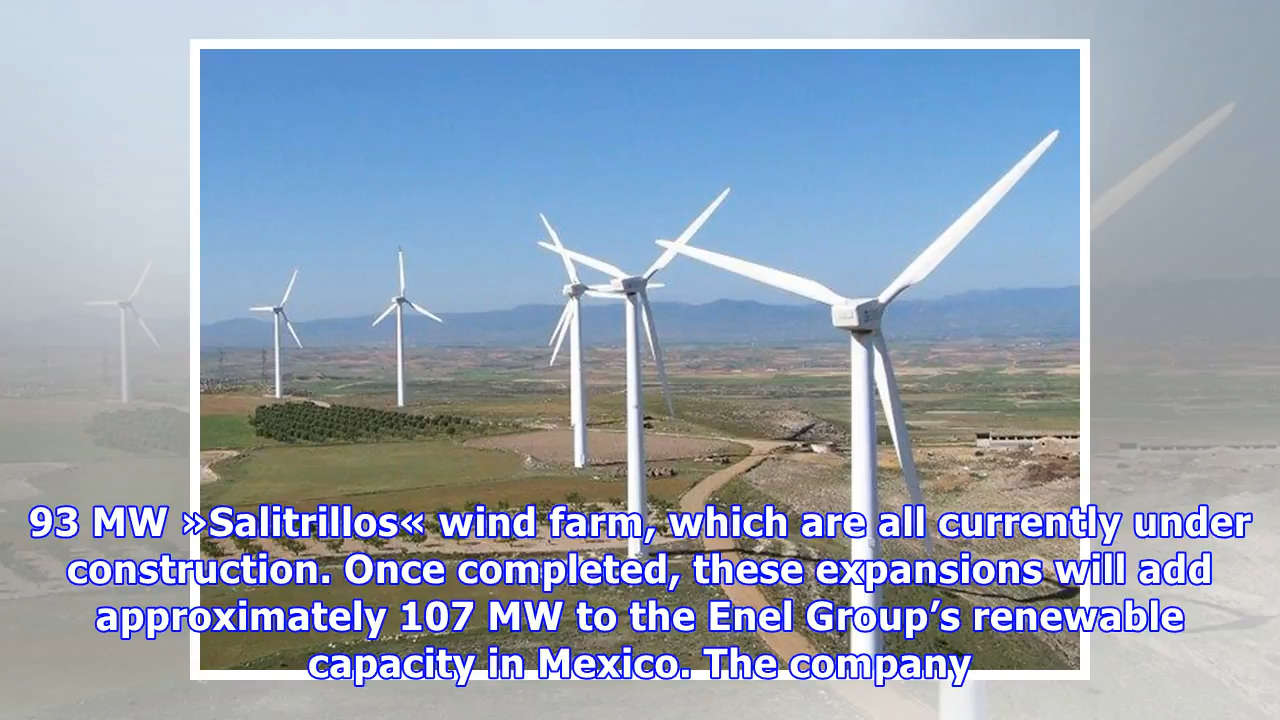 93 MW »Salitrillos« wind farm, which are all currently under
construction. Once completed, these expansions will add
approximately 107 MW to the Enel Group’s renewable
capacity in Mexico. The company